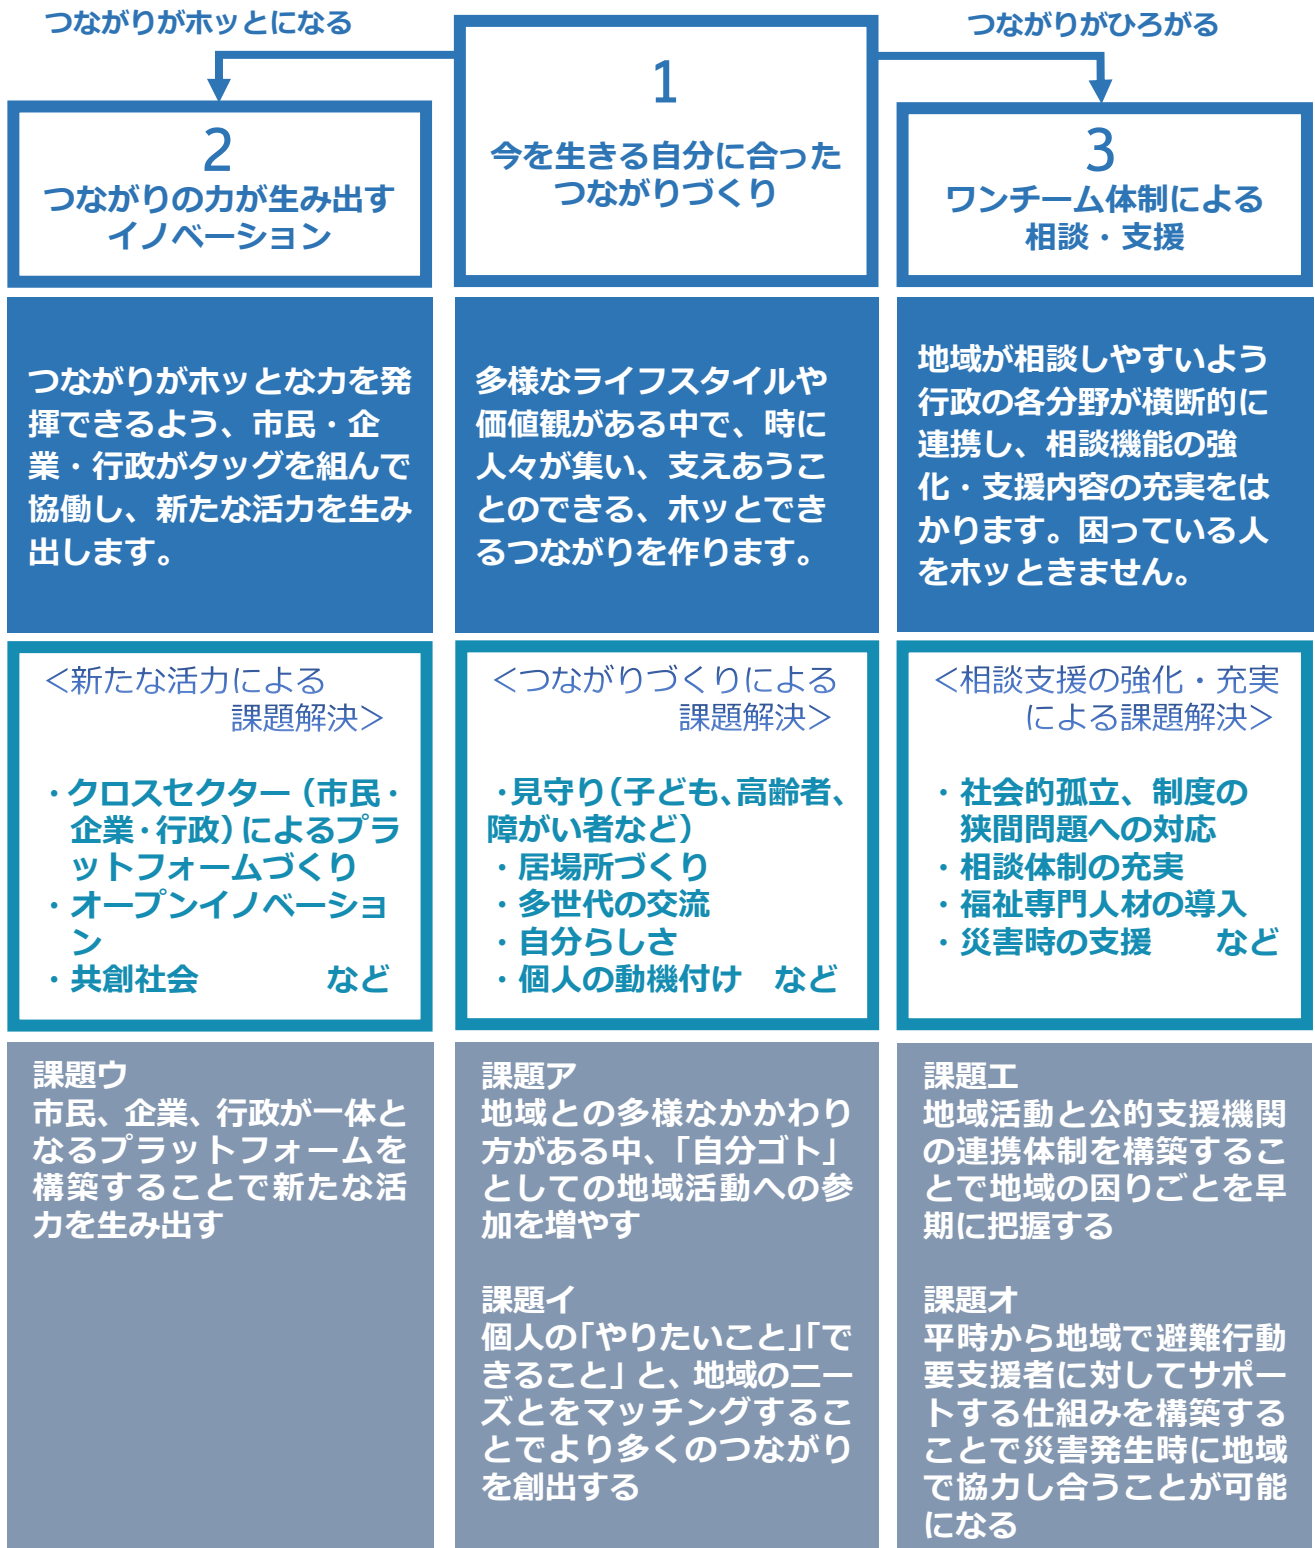 つながりがホッとになる
つながりがひろがる
1
今を生きる自分に合った
つながりづくり
2
つながりの力が生み出す
イノベーション
3
ワンチーム体制による
相談・支援
つながりがホッとな力を発
揮できるよう、市民・企
業・行政がタッグを組んで
協働し、新たな活力を生み
出します。
多様なライフスタイルや
価値観がある中で、時に
人々が集い、支えあうこ
とのできる、ホッとでき
るつながりを作ります。
地域が相談しやすいよう
行政の各分野が横断的に
連携し、相談機能の強
化・支援内容の充実をは
かります。困っている人
をホッときません。
<新たな活力による
課題解決>
・クロスセクター（市民・
企業・行政）によるプラ
ットフォームづくり
・オープンイノベーショ
ン
・共創社会　　　　など
<つながりづくりによる
課題解決>
・見守り（子ども、高齢者、
障がい者など）
・居場所づくり
・多世代の交流
・自分らしさ
・個人の動機付け　など
<相談支援の強化・充実
による課題解決>
・社会的孤立、制度の
狭間問題への対応
・相談体制の充実
・福祉専門人材の導入
・災害時の支援　　など
課題ウ
市民、企業、行政が一体と
なるプラットフォームを
構築することで新たな活
力を生み出す
課題ア
地域との多様なかかわり
方がある中、「自分ゴト」
としての地域活動への参
加を増やす
課題イ
個人の「やりたいこと」「で
きること」と、地域のニー
ズとをマッチングするこ
とでより多くのつながり
を創出する
課題エ
地域活動と公的支援機関
の連携体制を構築するこ
とで地域の困りごとを早
期に把握する
課題オ
平時から地域で避難行動
要支援者に対してサポー
トする仕組みを構築する
ことで災害発生時に地域
で協力し合うことが可能
になる